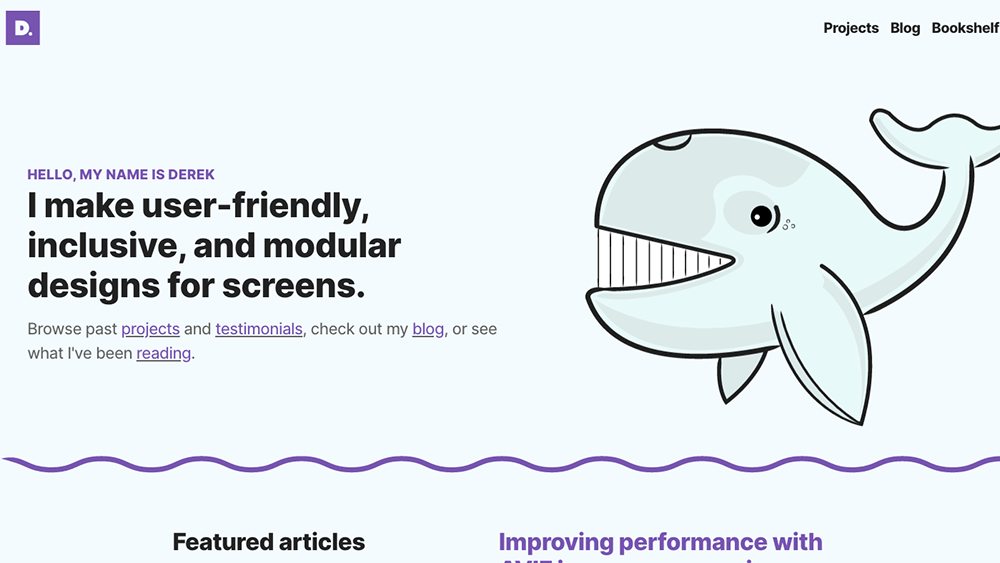 D.
Projects Blog Bookshelf
HELLO, MY NAME IS DEREK
I make user-friendly,
inclusive, and modular
designs for screens.
Browse past projects and testimonials, check out my blog, or see
what I've been reading.
Featured articles
Improving performance with